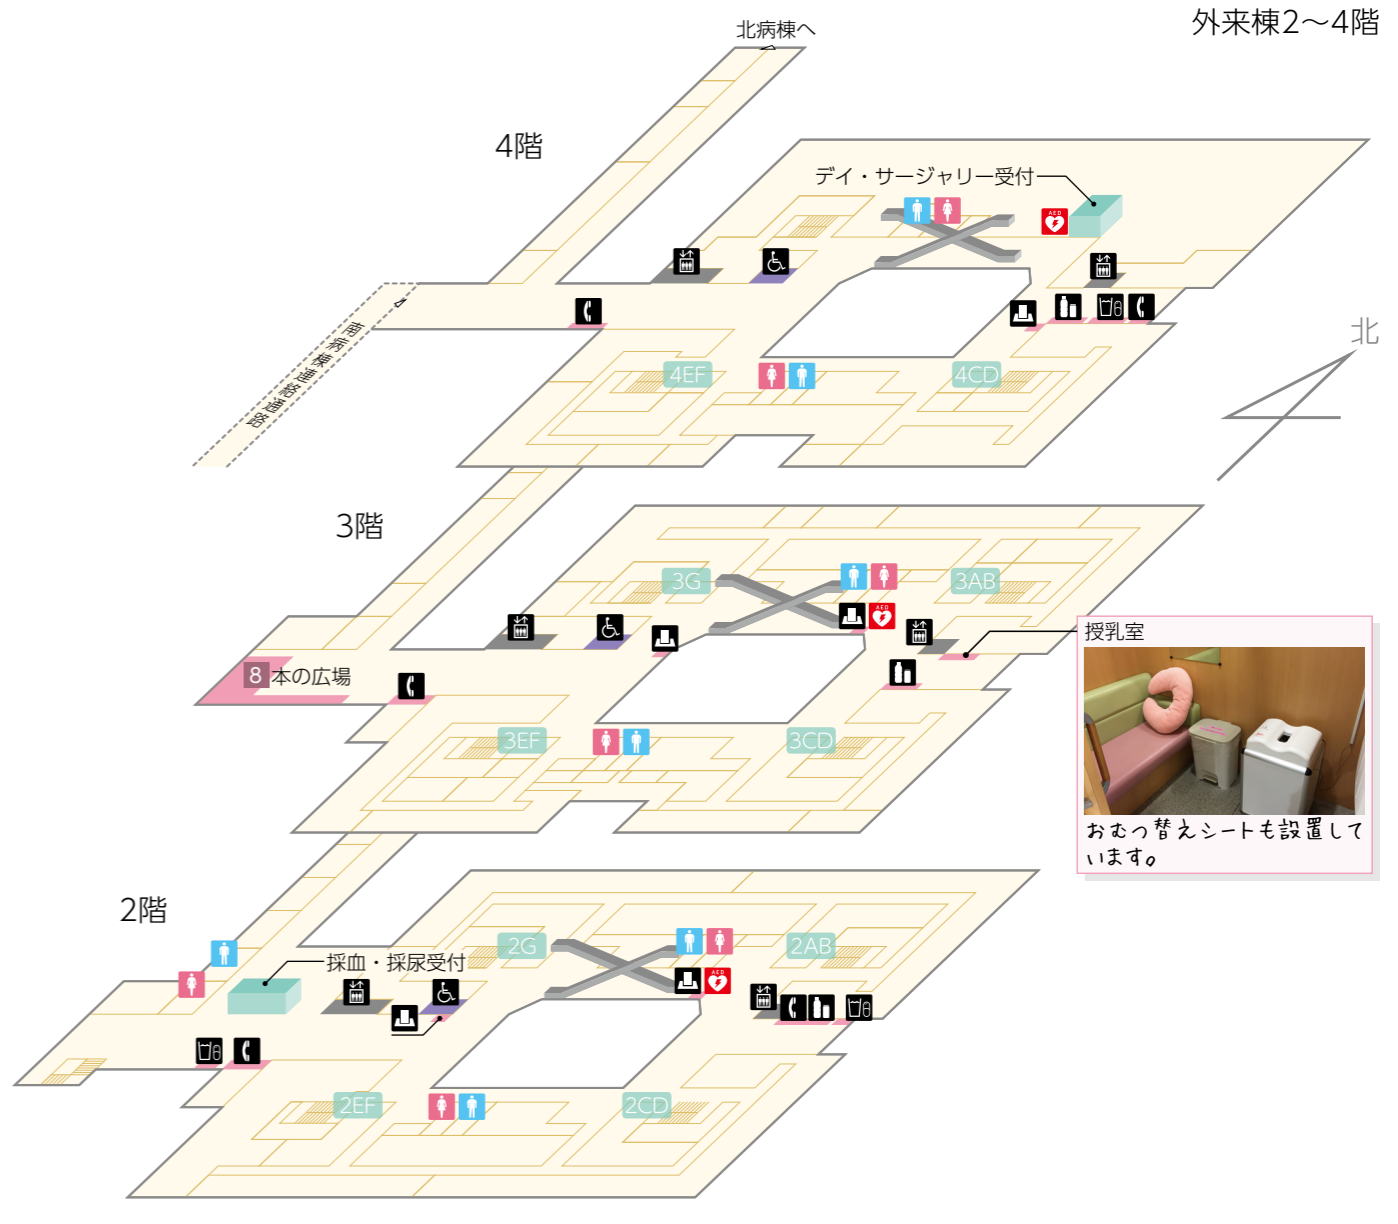 外来棟2〜4階
北病棟へ
4階
デイ・サージャリー受付
AED
南病棟連絡通路
北
4EF
4CD
3階
3G
3AB
AED
授乳室
8 本の広場
3EF
3CD
おむつ替えシートも設置して
います。
2階
2G
2AB
採血・採尿受付
AED
2EF
2CD